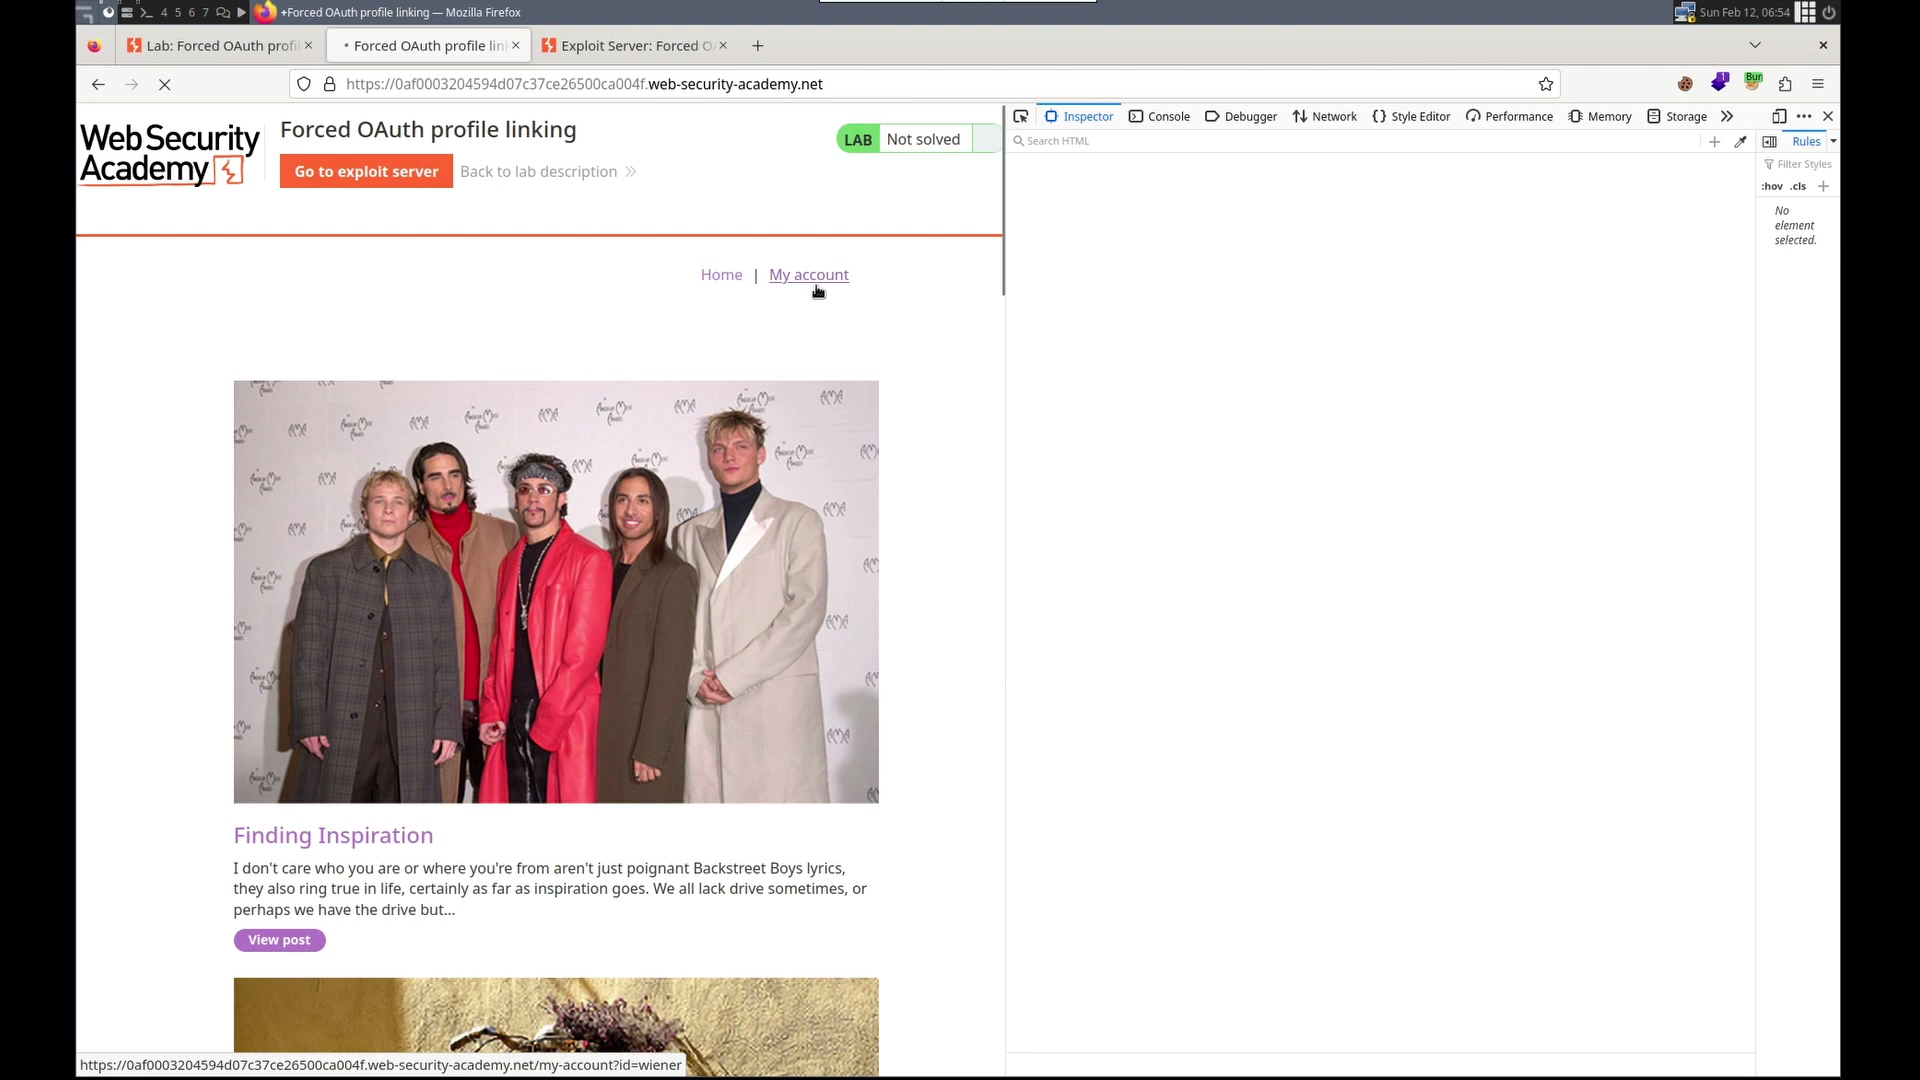 4 5 6 7
+Forced OAuth profile linking — Mozilla Firefox
Sun Feb 12, 06:54
Lab: Forced OAuth profil
Forced OAuth profile lin
Exploit Server: Forced O
https://0af0003204594d07c37ce26500ca004f.web-security-academy.net
1
Bur
Web Security
Academy
Forced OAuth profile linking
Go to exploit server
Back to lab description
LAB
Not solved
Home | My account
Inspector
Console
Debugger
Network
Style Editor
Performance
Memory
Storage
Search HTML
Rules
Filter Styles
:hov .cls
No
element
selected.
Finding Inspiration
I don't care who you are or where you're from aren't just poignant Backstreet Boys lyrics,
they also ring true in life, certainly as far as inspiration goes. We all lack drive sometimes, or
perhaps we have the drive but...
View post
https://0af0003204594d07c37ce26500ca004f.web-security-academy.net/my-account?id=wiener